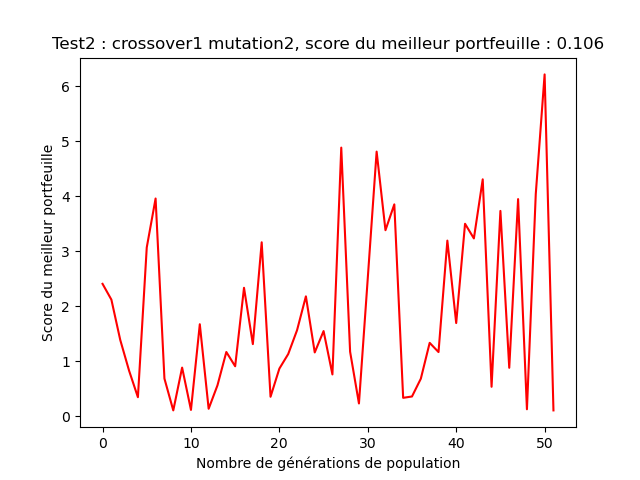 Test2 : crossover1 mutation2, score du meilleur portfeuille : 0.106
Score du meilleur portfeuille
6
5
4
3
2
1
0
0 10 20 30 40 50
Nombre de générations de population